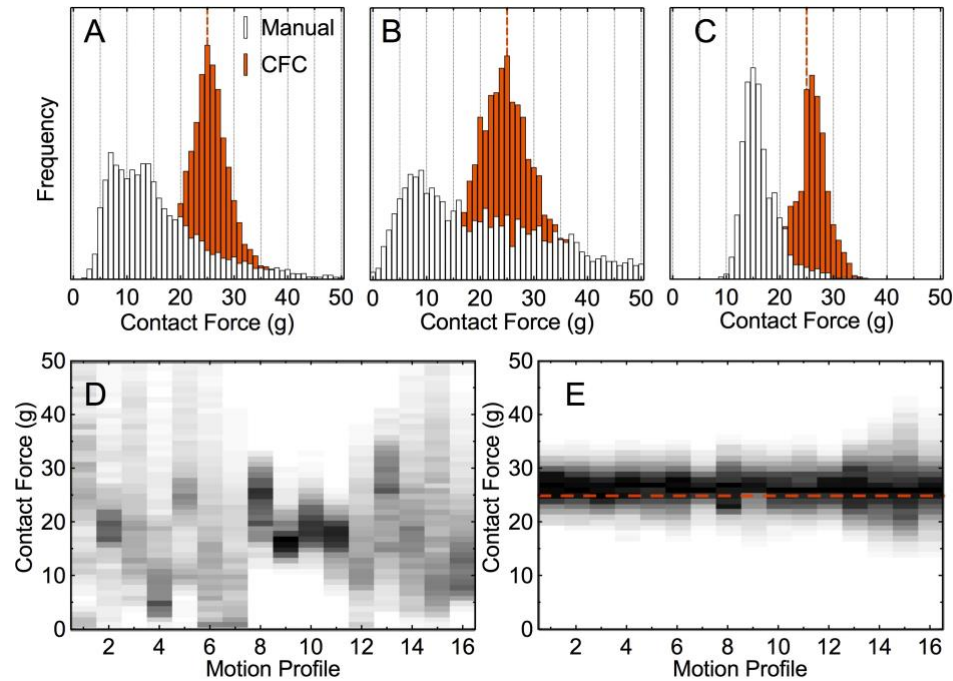 A
Manual
CFC
B
C
Frequency
0 10 20 30 40 50
0 10 20 30 40 50
0 10 20 30 40 50
Contact Force (g)
Contact Force (g)
Contact Force (g)
D
E
50
40
30
20
10
0
Contact Force (g)
50
40
30
20
10
0
Contact Force (g)
2 4 6 8 10 12 14 16
2 4 6 8 10 12 14 16
Motion Profile
Motion Profile